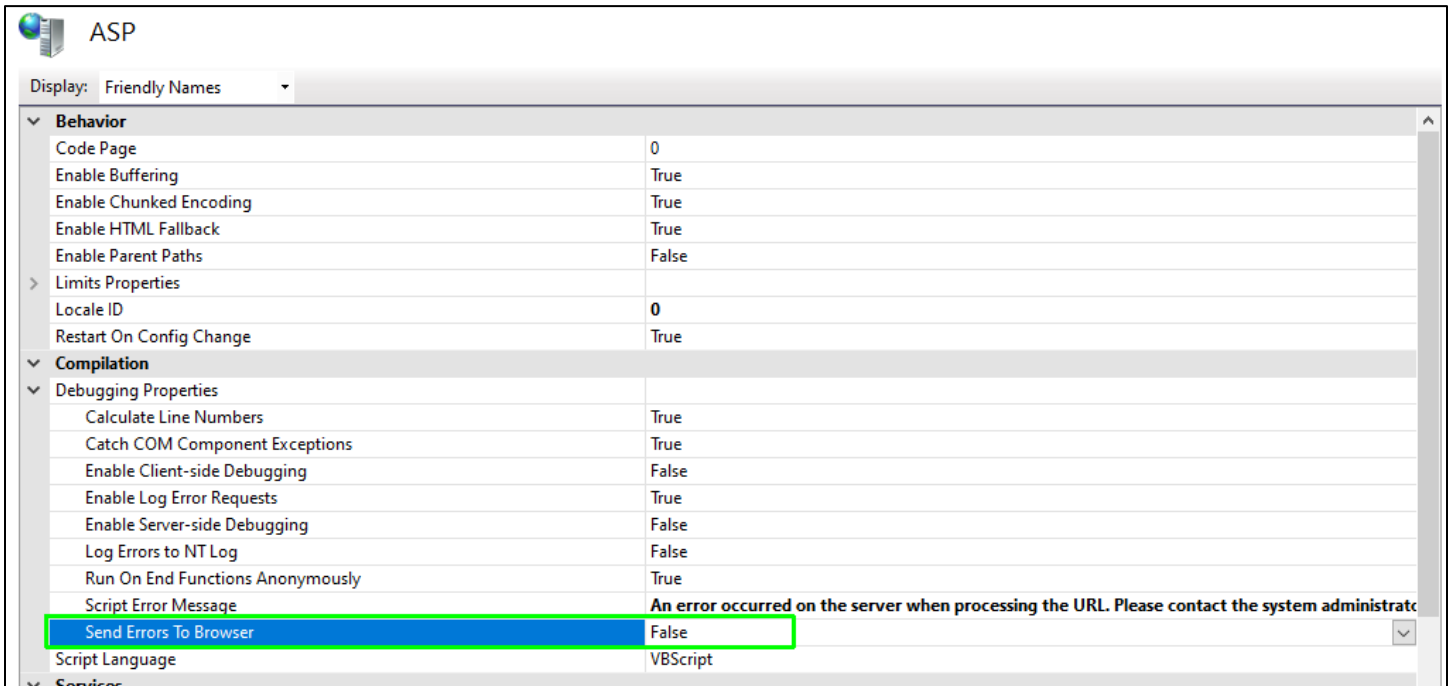 ASP
Display: Friendly Names
Behavior
Code Page 0
Enable Buffering True
Enable Chunked Encoding True
Enable HTML Fallback True
Enable Parent Paths False
Limits Properties
Locale ID 0
Restart On Config Change True
Compilation
Debugging Properties
Calculate Line Numbers True
Catch COM Component Exceptions True
Enable Client-side Debugging False
Enable Log Error Requests True
Enable Server-side Debugging False
Log Errors to NT Log False
Run On End Functions Anonymously True
Script Error Message An error occurred on the server when processing the URL. Please contact the system administratc
Send Errors To Browser False
Script Language VBScript
Services